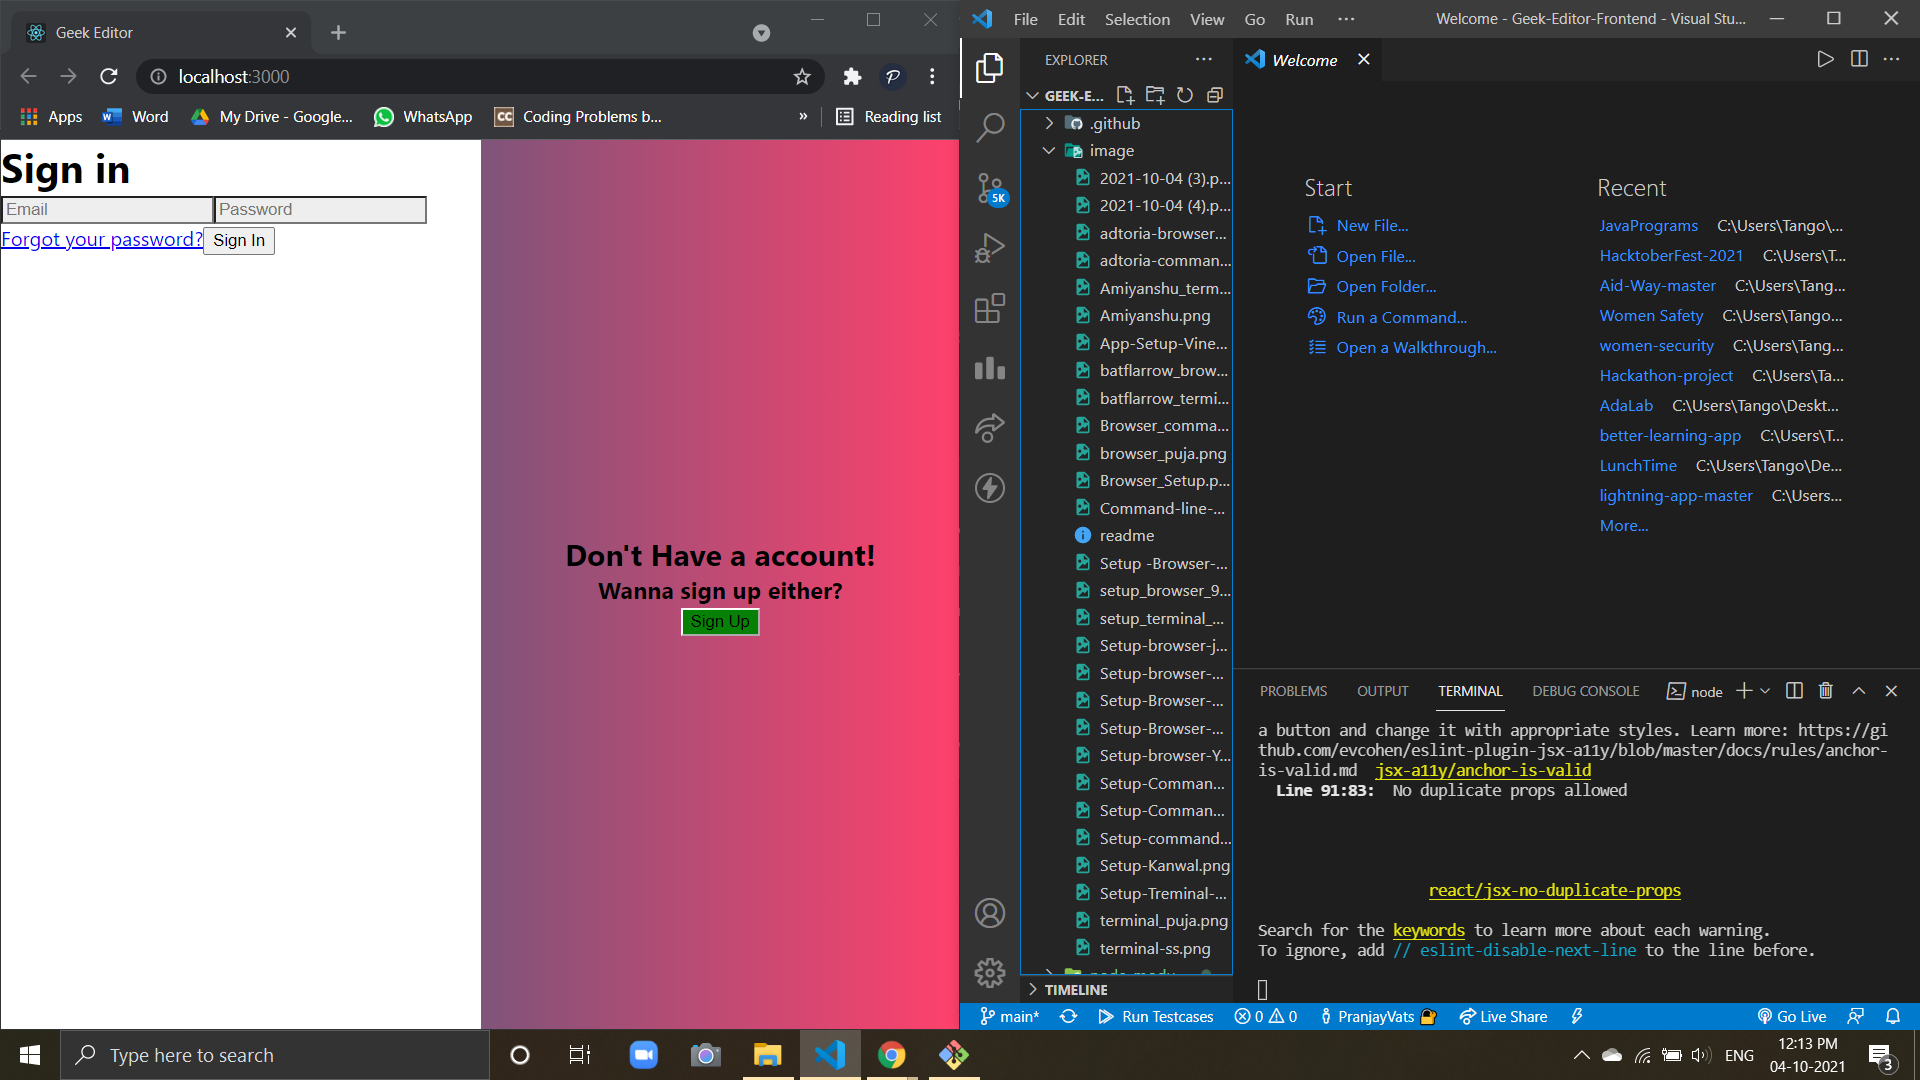 Geek Editor
localhost:3000
Apps
Word
My Drive - Google...
WhatsApp
CC
Coding Problems b...
»
Reading list
Sign in
Email
Password
Forgot your password?
Sign In
Don't Have a account!
Wanna sign up either?
Sign Up
File Edit Selection View Go Run ···
Welcome - Geek-Editor-Frontend - Visual Stu...
EXPLORER
GEEK-E...
.github
image
2021-10-04 (3).p...
2021-10-04 (4).p...
adtoria-browser...
adtoria-comman...
Amiyanshu_term...
Amiyanshu.png
App-Setup-Vine...
batflarrow_brow...
batflarrow_termi...
Browser_comma...
browser_puja.png
Browser_Setup.p...
Command-line-...
readme
Setup -Browser-...
setup_browser_9...
setup_terminal_...
Setup-browser-j...
Setup-browser-...
Setup-Browser-...
Setup-Browser-...
Setup-browser-Y...
Setup-Comman...
Setup-Comman...
Setup-command...
Setup-Kanwal.png
Setup-Treminal-...
terminal_puja.png
terminal-ss.png
TIMELINE
5K
Welcome
Start
New File...
Open File...
Open Folder...
Run a Command...
Open a Walkthrough...
Recent
JavaPrograms C:\Users\Tango\...
HacktoberFest-2021 C:\Users\T...
Aid-Way-master C:\Users\Tang...
Women Safety C:\Users\Tango...
women-security C:\Users\Tang...
Hackathon-project C:\Users\Ta...
AdaLab C:\Users\Tango\Deskt...
better-learning-app C:\Users\T...
LunchTime C:\Users\Tango\De...
lightning-app-master C:\Users...
More...
PROBLEMS OUTPUT TERMINAL DEBUG CONSOLE
node
a button and change it with appropriate styles. Learn more: https://gi
thub.com/evcohen/eslint-plugin-jsx-a11y/blob/master/docs/rules/anchor-
is-valid.md jsx-a11y/anchor-is-valid
Line 91:83: No duplicate props allowed
react/jsx-no-duplicate-props
Search for the keywords to learn more about each warning.
To ignore, add // eslint-disable-next-line to the line before.
main*
Run Testcases
0
0
PranjayVats
Live Share
Go Live
Type here to search
ENG
12:13 PM
04-10-2021
3